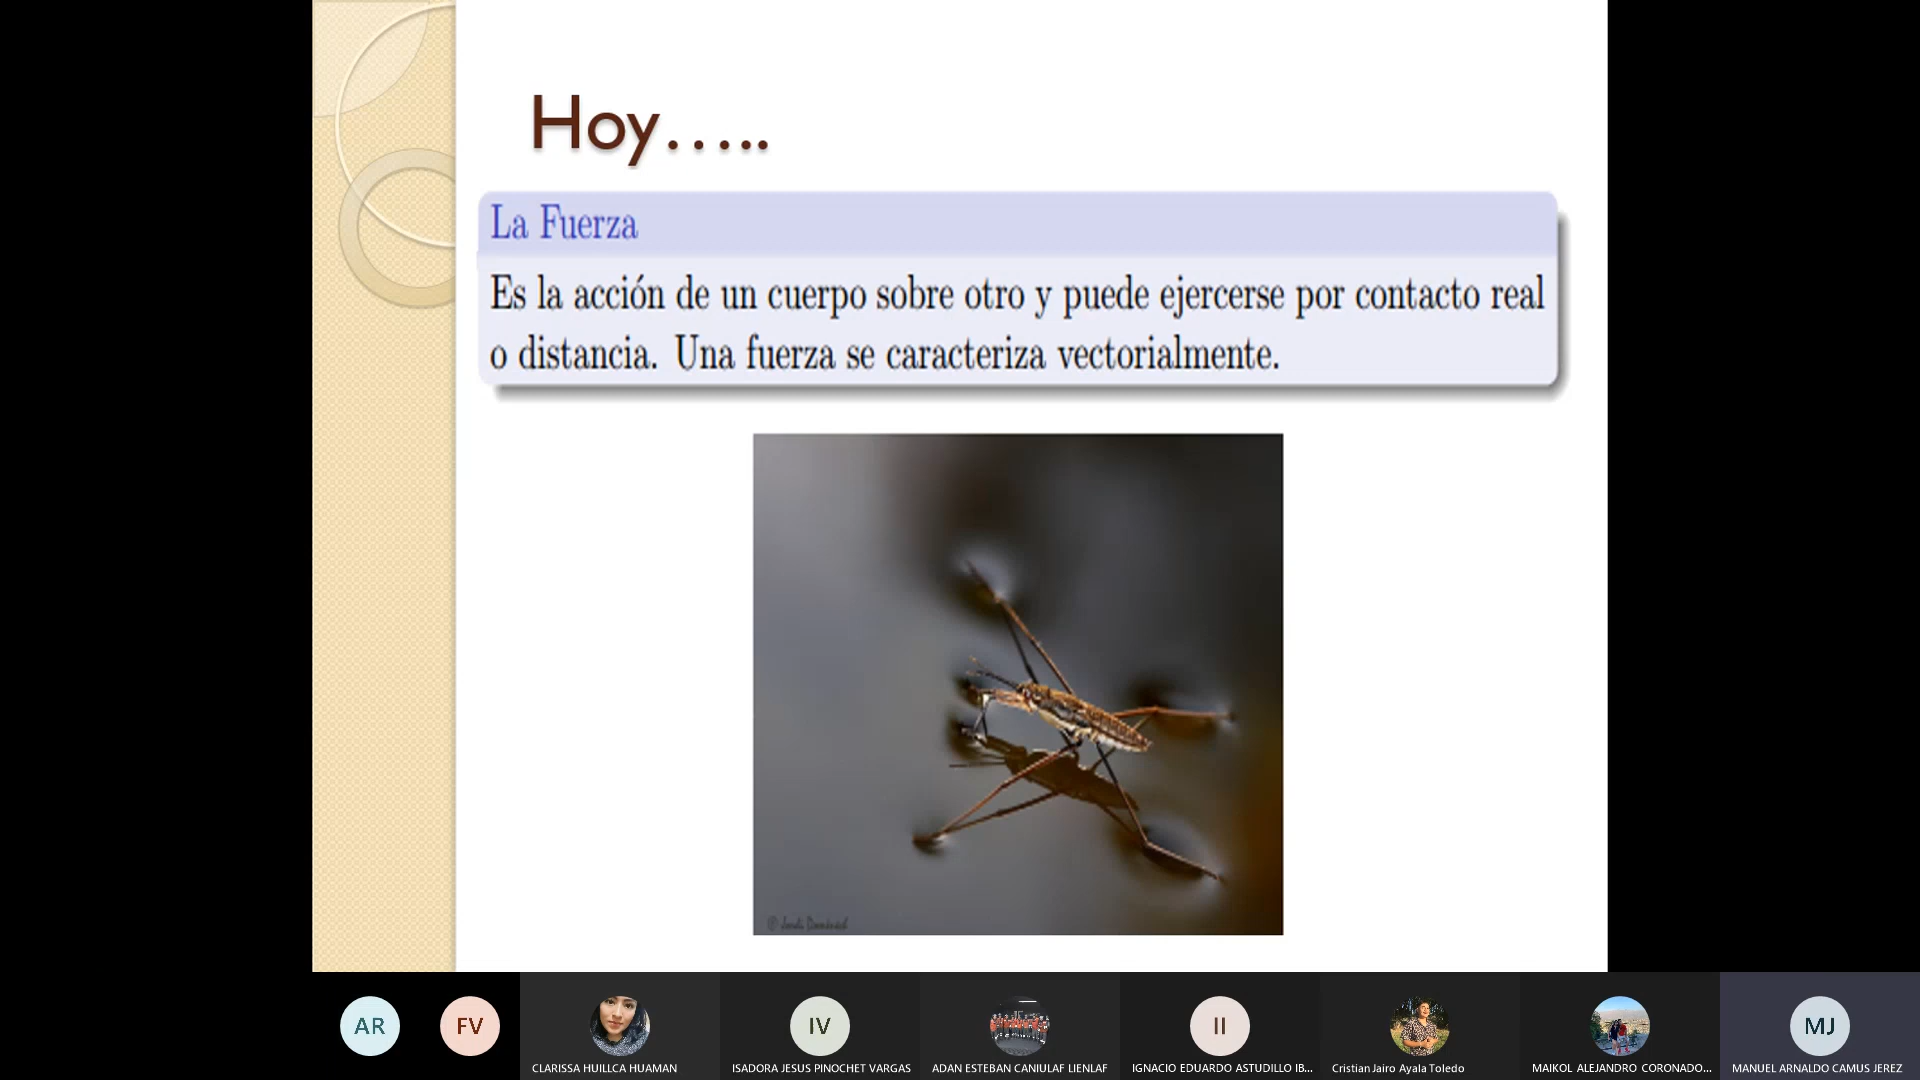 Hoy.....
La Fuerza
Es la acción de un cuerpo sobre otro y puede ejercerse por contacto real
o distancia. Una fuerza se caracteriza vectorialmente.
© Jordi Domènech
AR
FV
IV
II
MJ
CLARISSA HUILLCA HUAMAN
ISADORA JESUS PINOCHET VARGAS
ADAN ESTEBAN CANIULAF LIENLAF
IGNACIO EDUARDO ASTUDILLO IB...
Cristian Jairo Ayala Toledo
MAIKOL ALEJANDRO CORONADO...
MANUEL ARNALDO CAMUS JEREZ